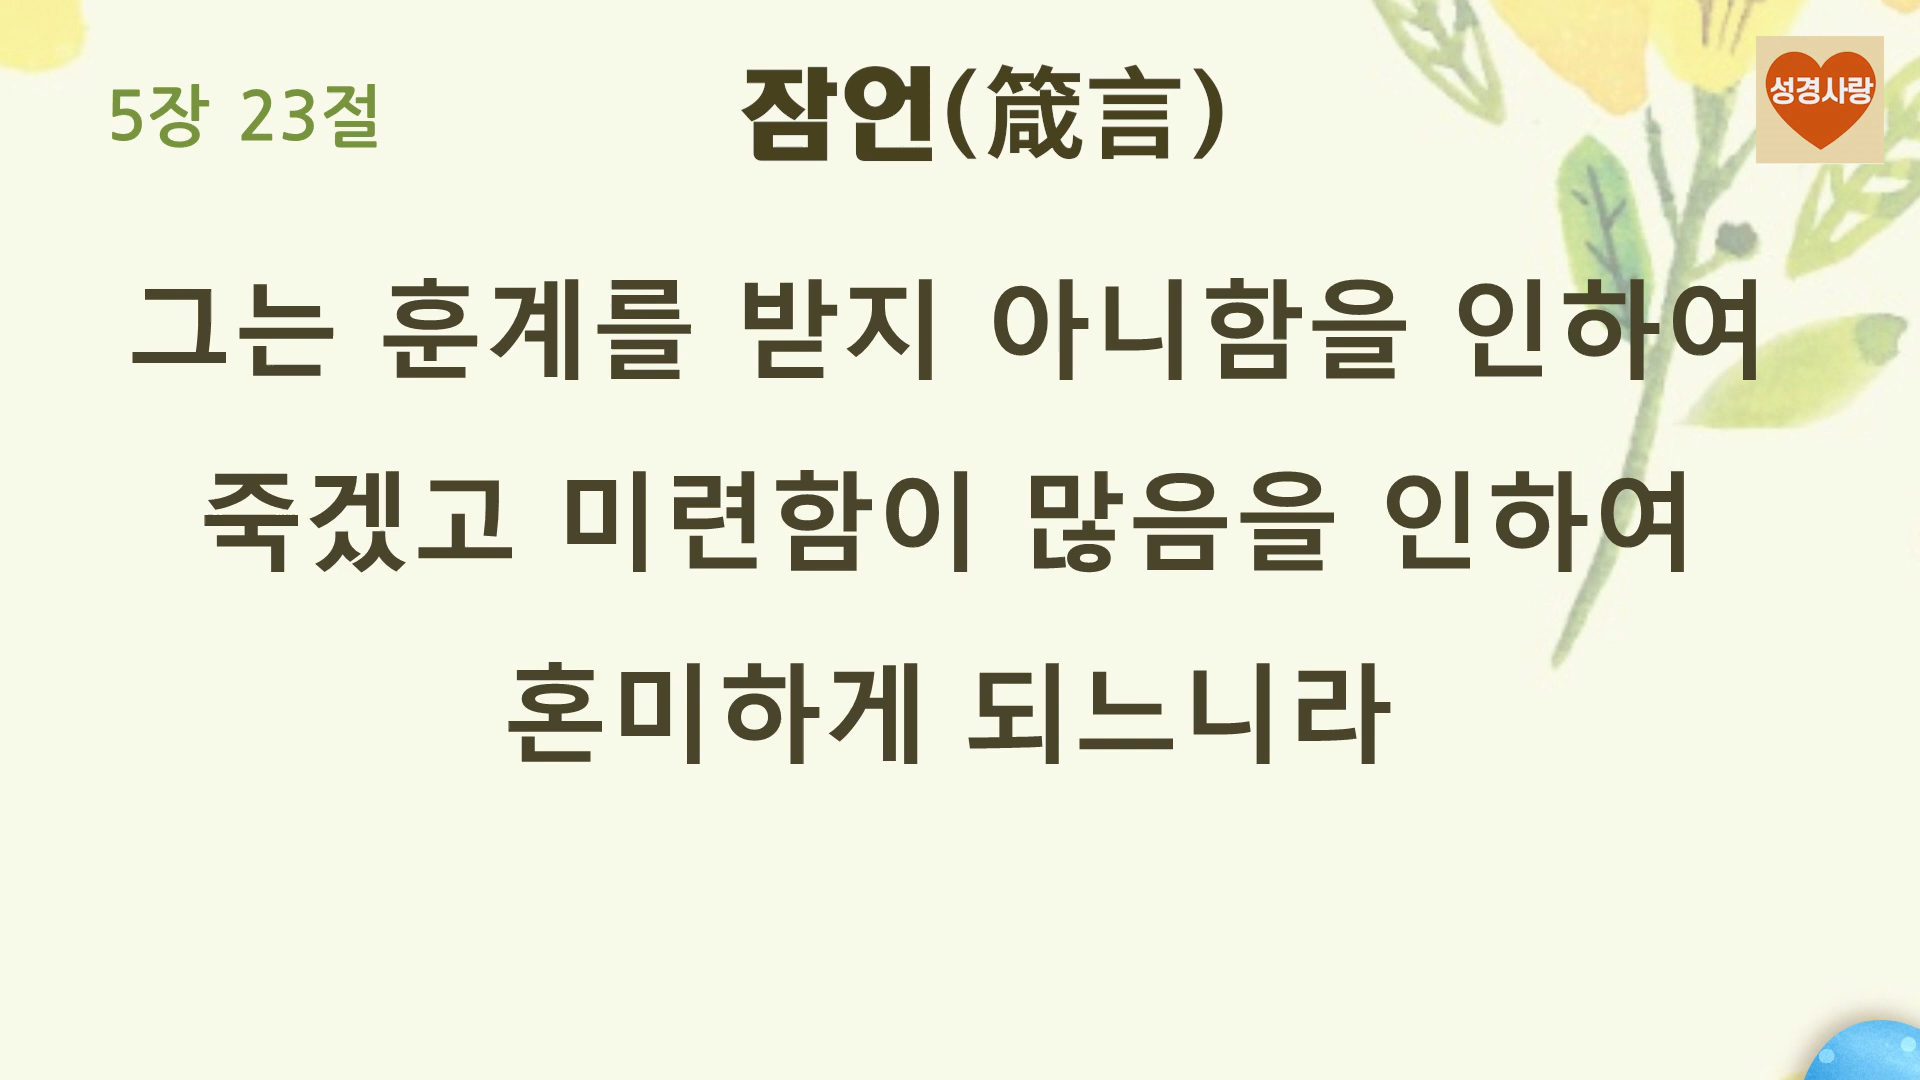 5장 23절
잠언(箴言)
성경사랑
그는 훈계를 받지 아니함을 인하여
죽겠고 미련함이 많음을 인하여
혼미하게 되느니라